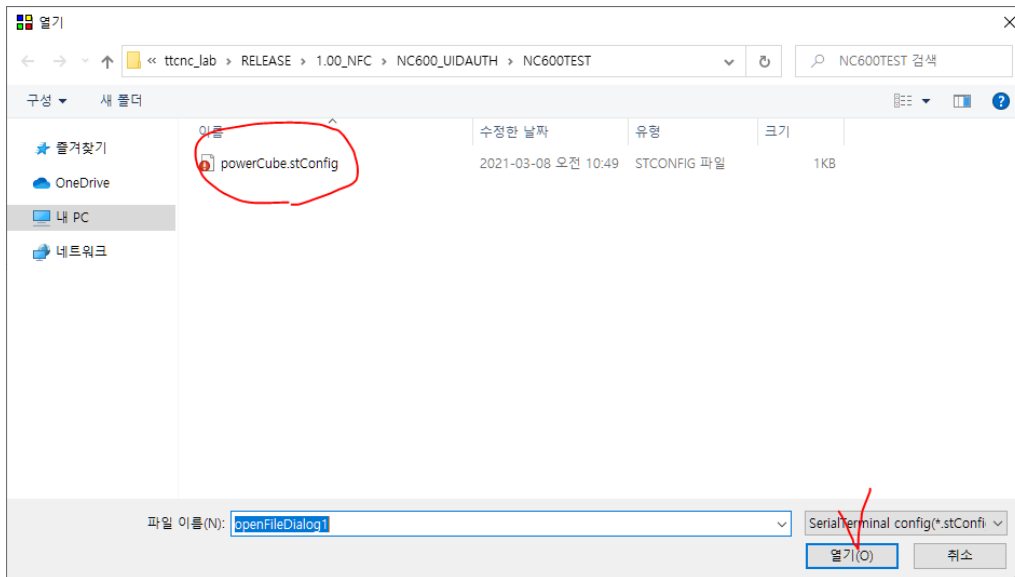 열기
« ttcnc_lab › RELEASE › 1.00_NFC › NC600_UIDAUTH › NC600TEST
NC600TEST 검색
구성 새 폴더
이름 수정한 날짜 유형 크기
즐겨찾기
powerCube.stConfig 2021-03-08 오전 10:49 STCONFIG 파일 1KB
OneDrive
내 PC
네트워크
파일 이름(N): openFileDialog1 SerialTerminal config(*.stConfi
열기(O) 취소